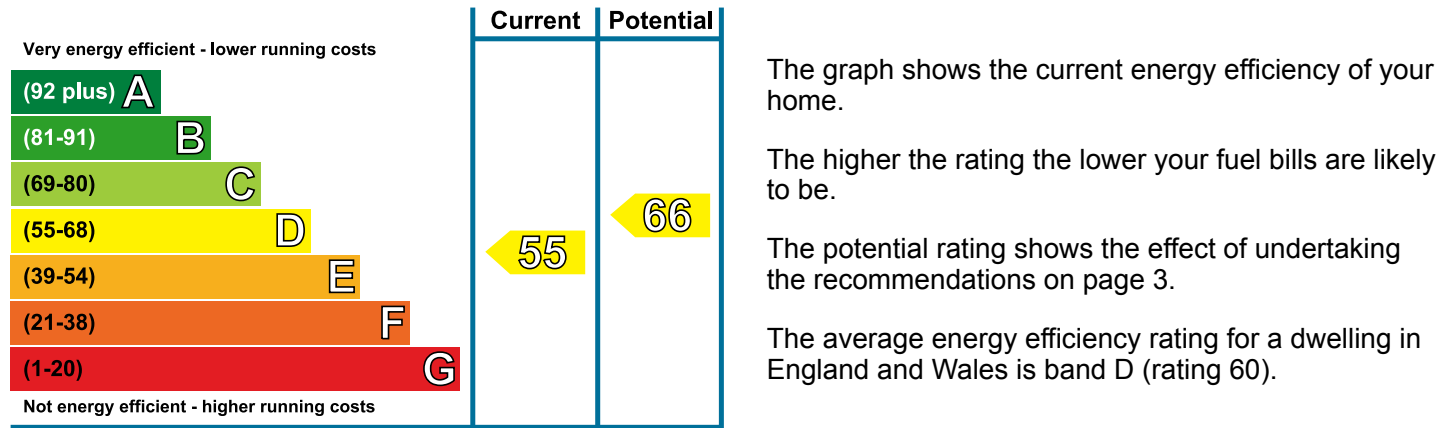 Current Potential
Very energy efficient - lower running costs
(92 plus) A
(81-91) B
(69-80) C
(55-68) D
(39-54) E
(21-38) F
(1-20) G
Not energy efficient - higher running costs
55
66
The graph shows the current energy efficiency of your
home.
The higher the rating the lower your fuel bills are likely
to be.
The potential rating shows the effect of undertaking
the recommendations on page 3.
The average energy efficiency rating for a dwelling in
England and Wales is band D (rating 60).